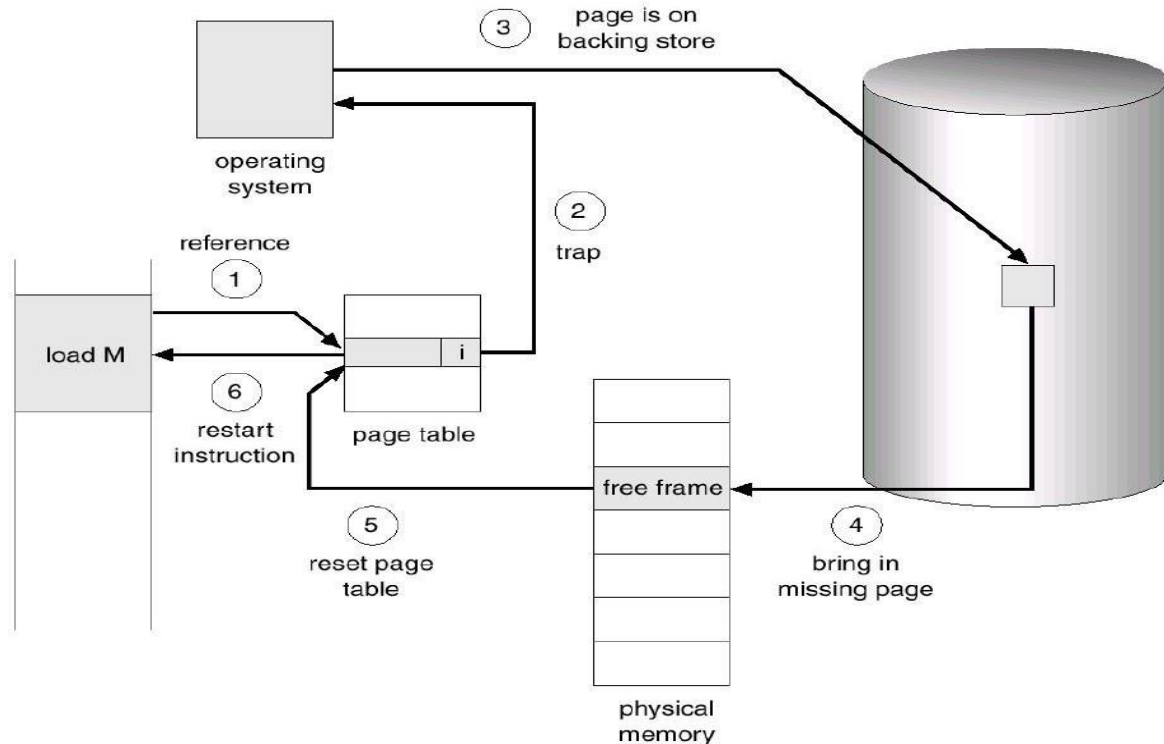 3
page is on
backing store
operating
system
2
trap
reference
1
load M
i
6
restart
instruction
page table
free frame
5
reset page
table
4
bring in
missing page
physical
memory